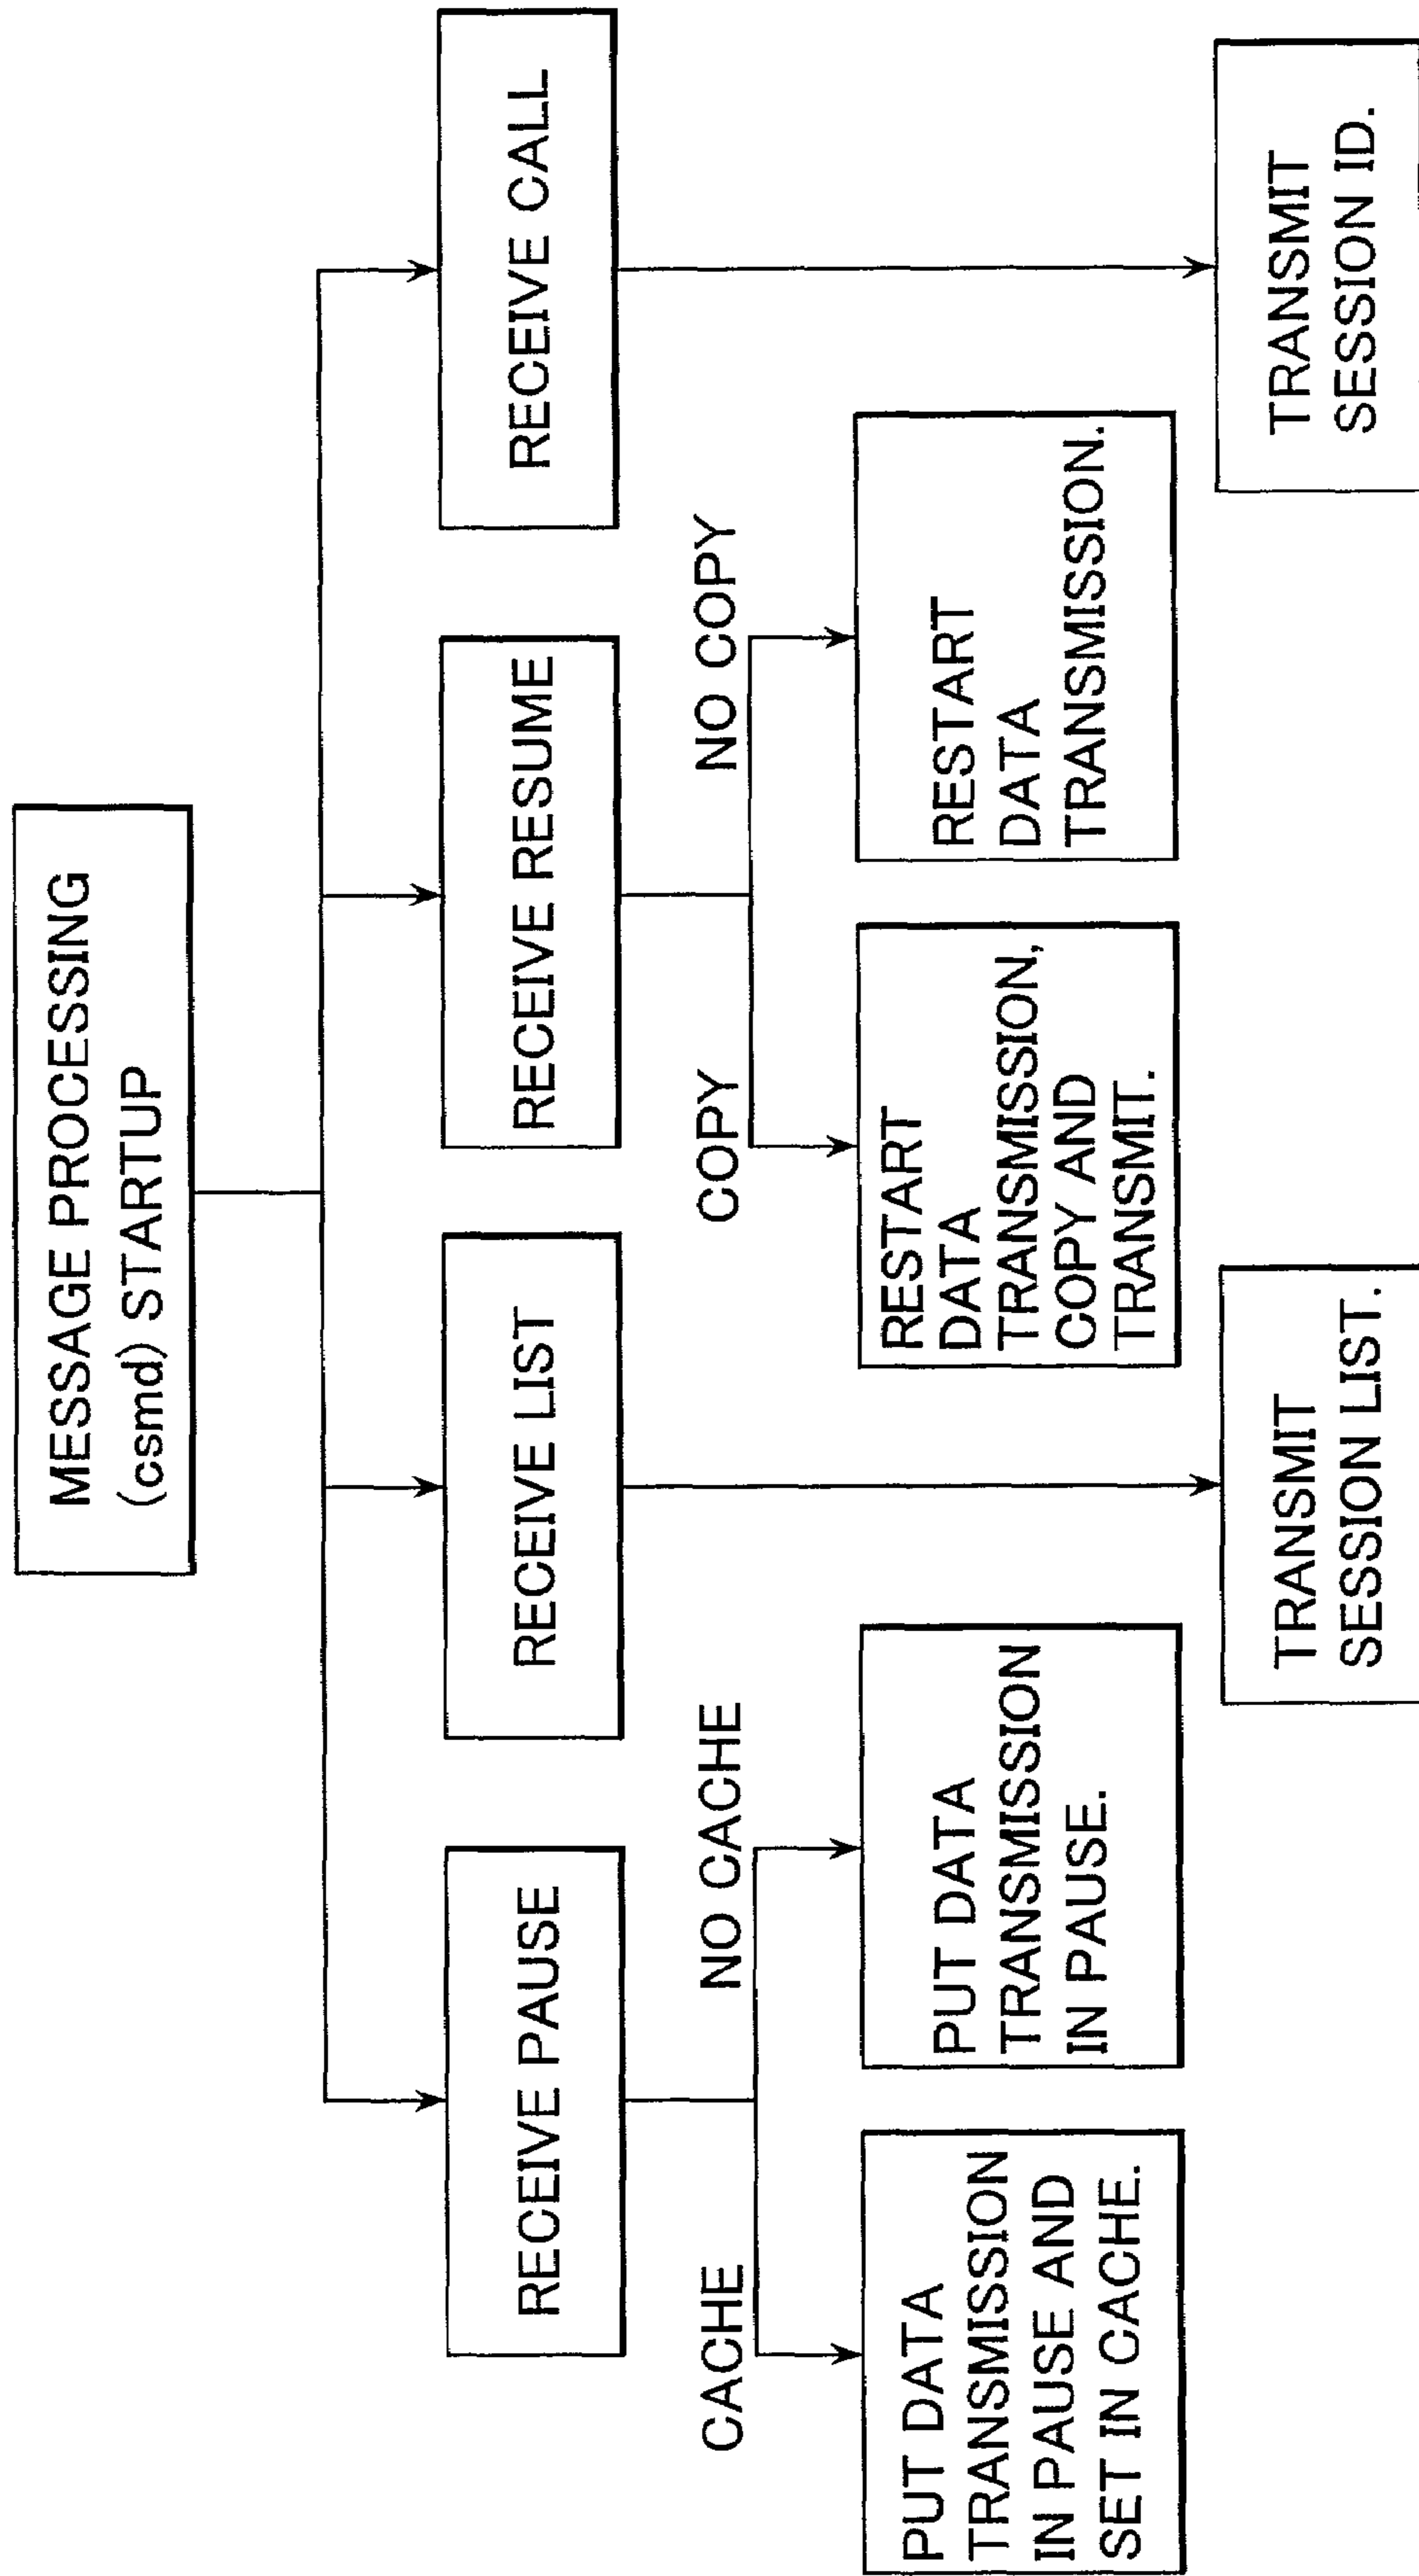 MESSAGE PROCESSING
(csmd) STARTUP
RECEIVE PAUSE
RECEIVE LIST
RECEIVE RESUME
RECEIVE CALL
CACHE
NO CACHE
COPY
NO COPY
PUT DATA
TRANSMISSION
IN PAUSE AND
SET IN CACHE.
PUT DATA
TRANSMISSION
IN PAUSE.
RESTART
DATA
TRANSMISSION,
COPY AND
TRANSMIT.
RESTART
DATA
TRANSMISSION.
TRANSMIT
SESSION LIST.
TRANSMIT
SESSION ID.